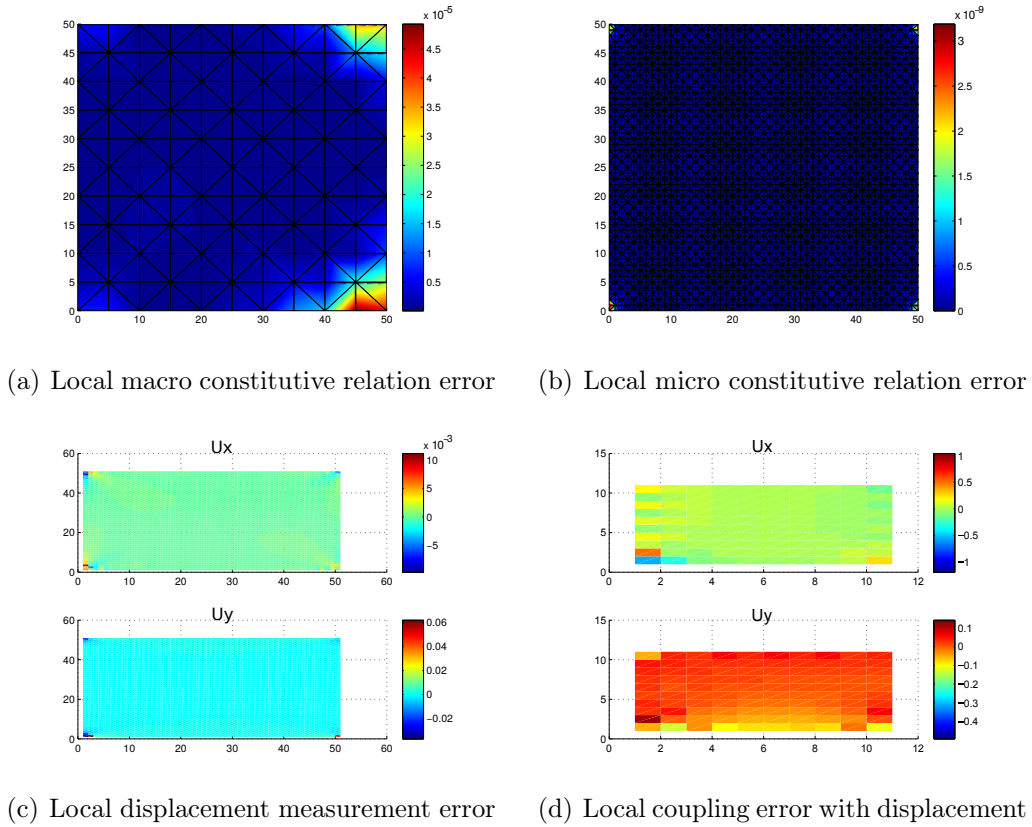 x 10⁻⁵
50 45 40 35 30 25 20 15 10 5 0
0 10 20 30 40 50
4.5 4 3.5 3 2.5 2 1.5 1 0.5
(a) Local macro constitutive relation error
x 10⁻⁹
50 45 40 35 30 25 20 15 10 5 0
0 10 20 30 40 50
3 2.5 2 1.5 1 0.5 0
(b) Local micro constitutive relation error
Ux
x 10⁻³
60 40 20 0
0 10 20 30 40 50 60
10 5 0 −5
Uy
60 40 20 0
0 10 20 30 40 50 60
0.06 0.04 0.02 0 −0.02
(c) Local displacement measurement error
Ux
15 10 5 0
0 2 4 6 8 10 12
1 0.5 0 −0.5 −1
Uy
15 10 5 0
0 2 4 6 8 10 12
0.1 0 −0.1 −0.2 −0.3 −0.4
(d) Local coupling error with displacement